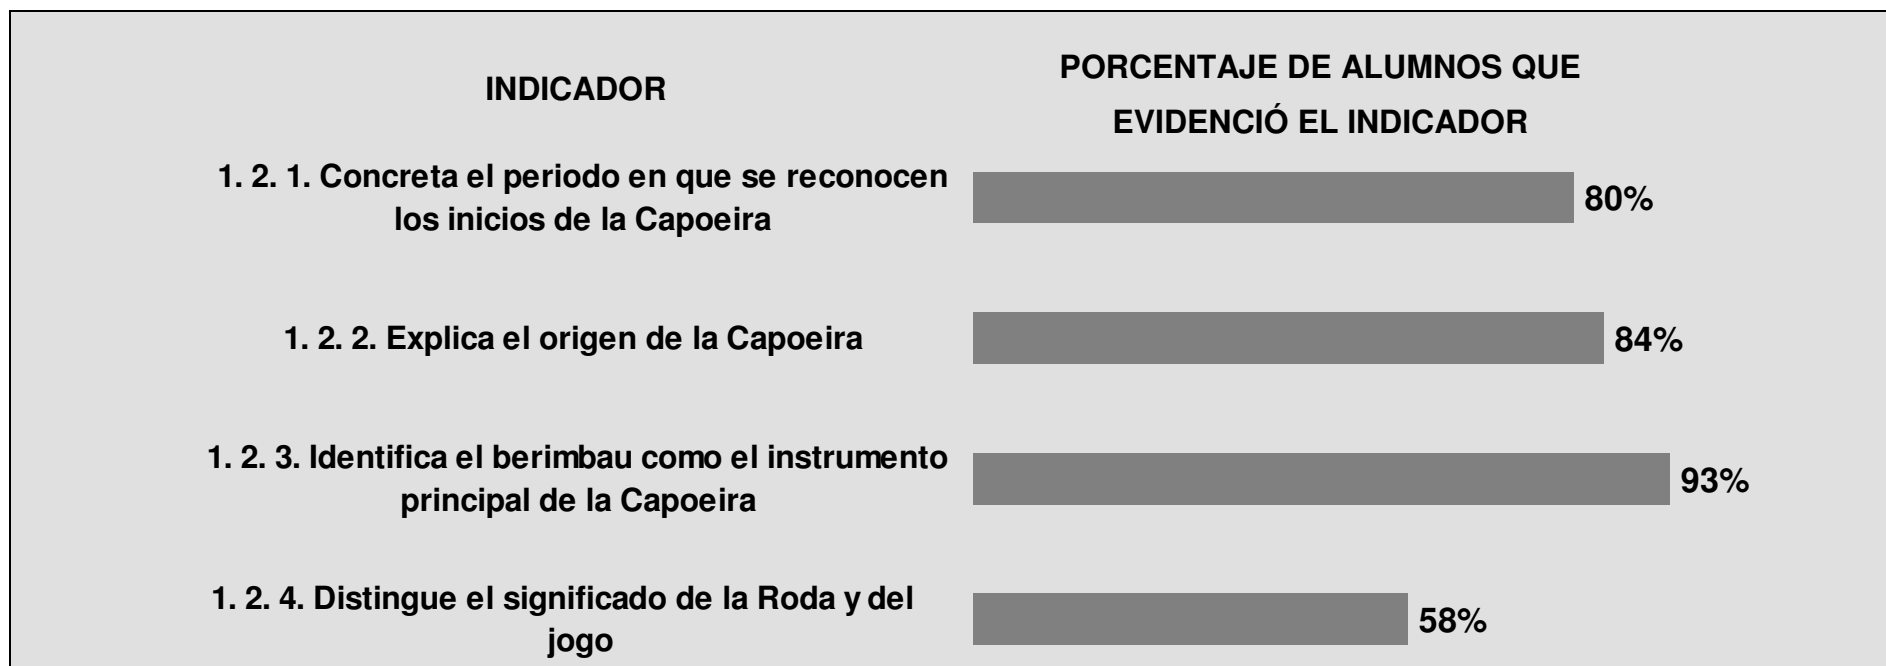 INDICADOR
PORCENTAJE DE ALUMNOS QUE
EVIDENCIÓ EL INDICADOR
1. 2. 1. Concreta el periodo en que se reconocen
los inicios de la Capoeira
80%
1. 2. 2. Explica el origen de la Capoeira
84%
1. 2. 3. Identifica el berimbau como el instrumento
principal de la Capoeira
93%
1. 2. 4. Distingue el significado de la Roda y del
jogo
58%